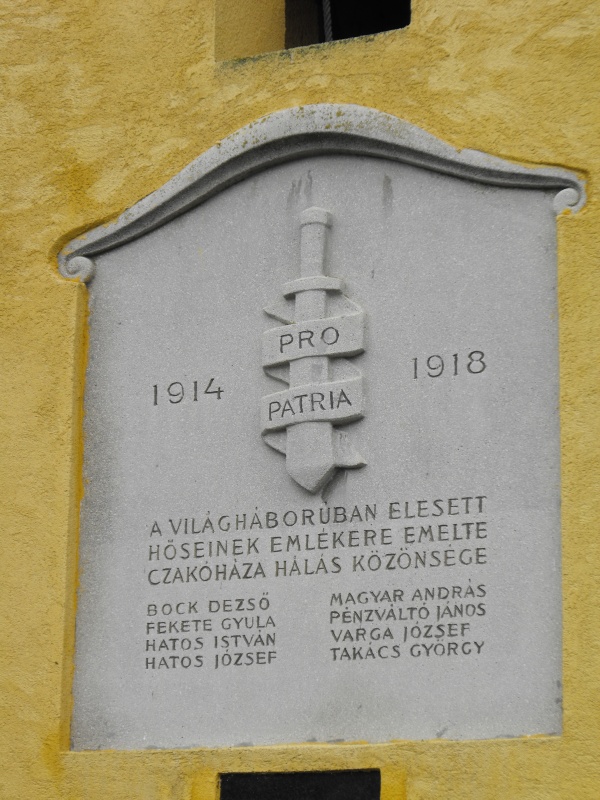 PRO
PATRIA
1914
1918
A VILÁGHÁBORÚBAN ELESETT
HŐSEINEK EMLÉKÉRE EMELTE
CZAKÓHÁZA HÁLÁS KÖZÖNSÉGE
BOCK DEZSŐ
FEKETE GYULA
HATOS ISTVÁN
HATOS JÓZSEF
MAGYAR ANDRÁS
PÉNZVÁLTÓ JÁNOS
VARGA JÓZSEF
TAKÁCS GYÖRGY